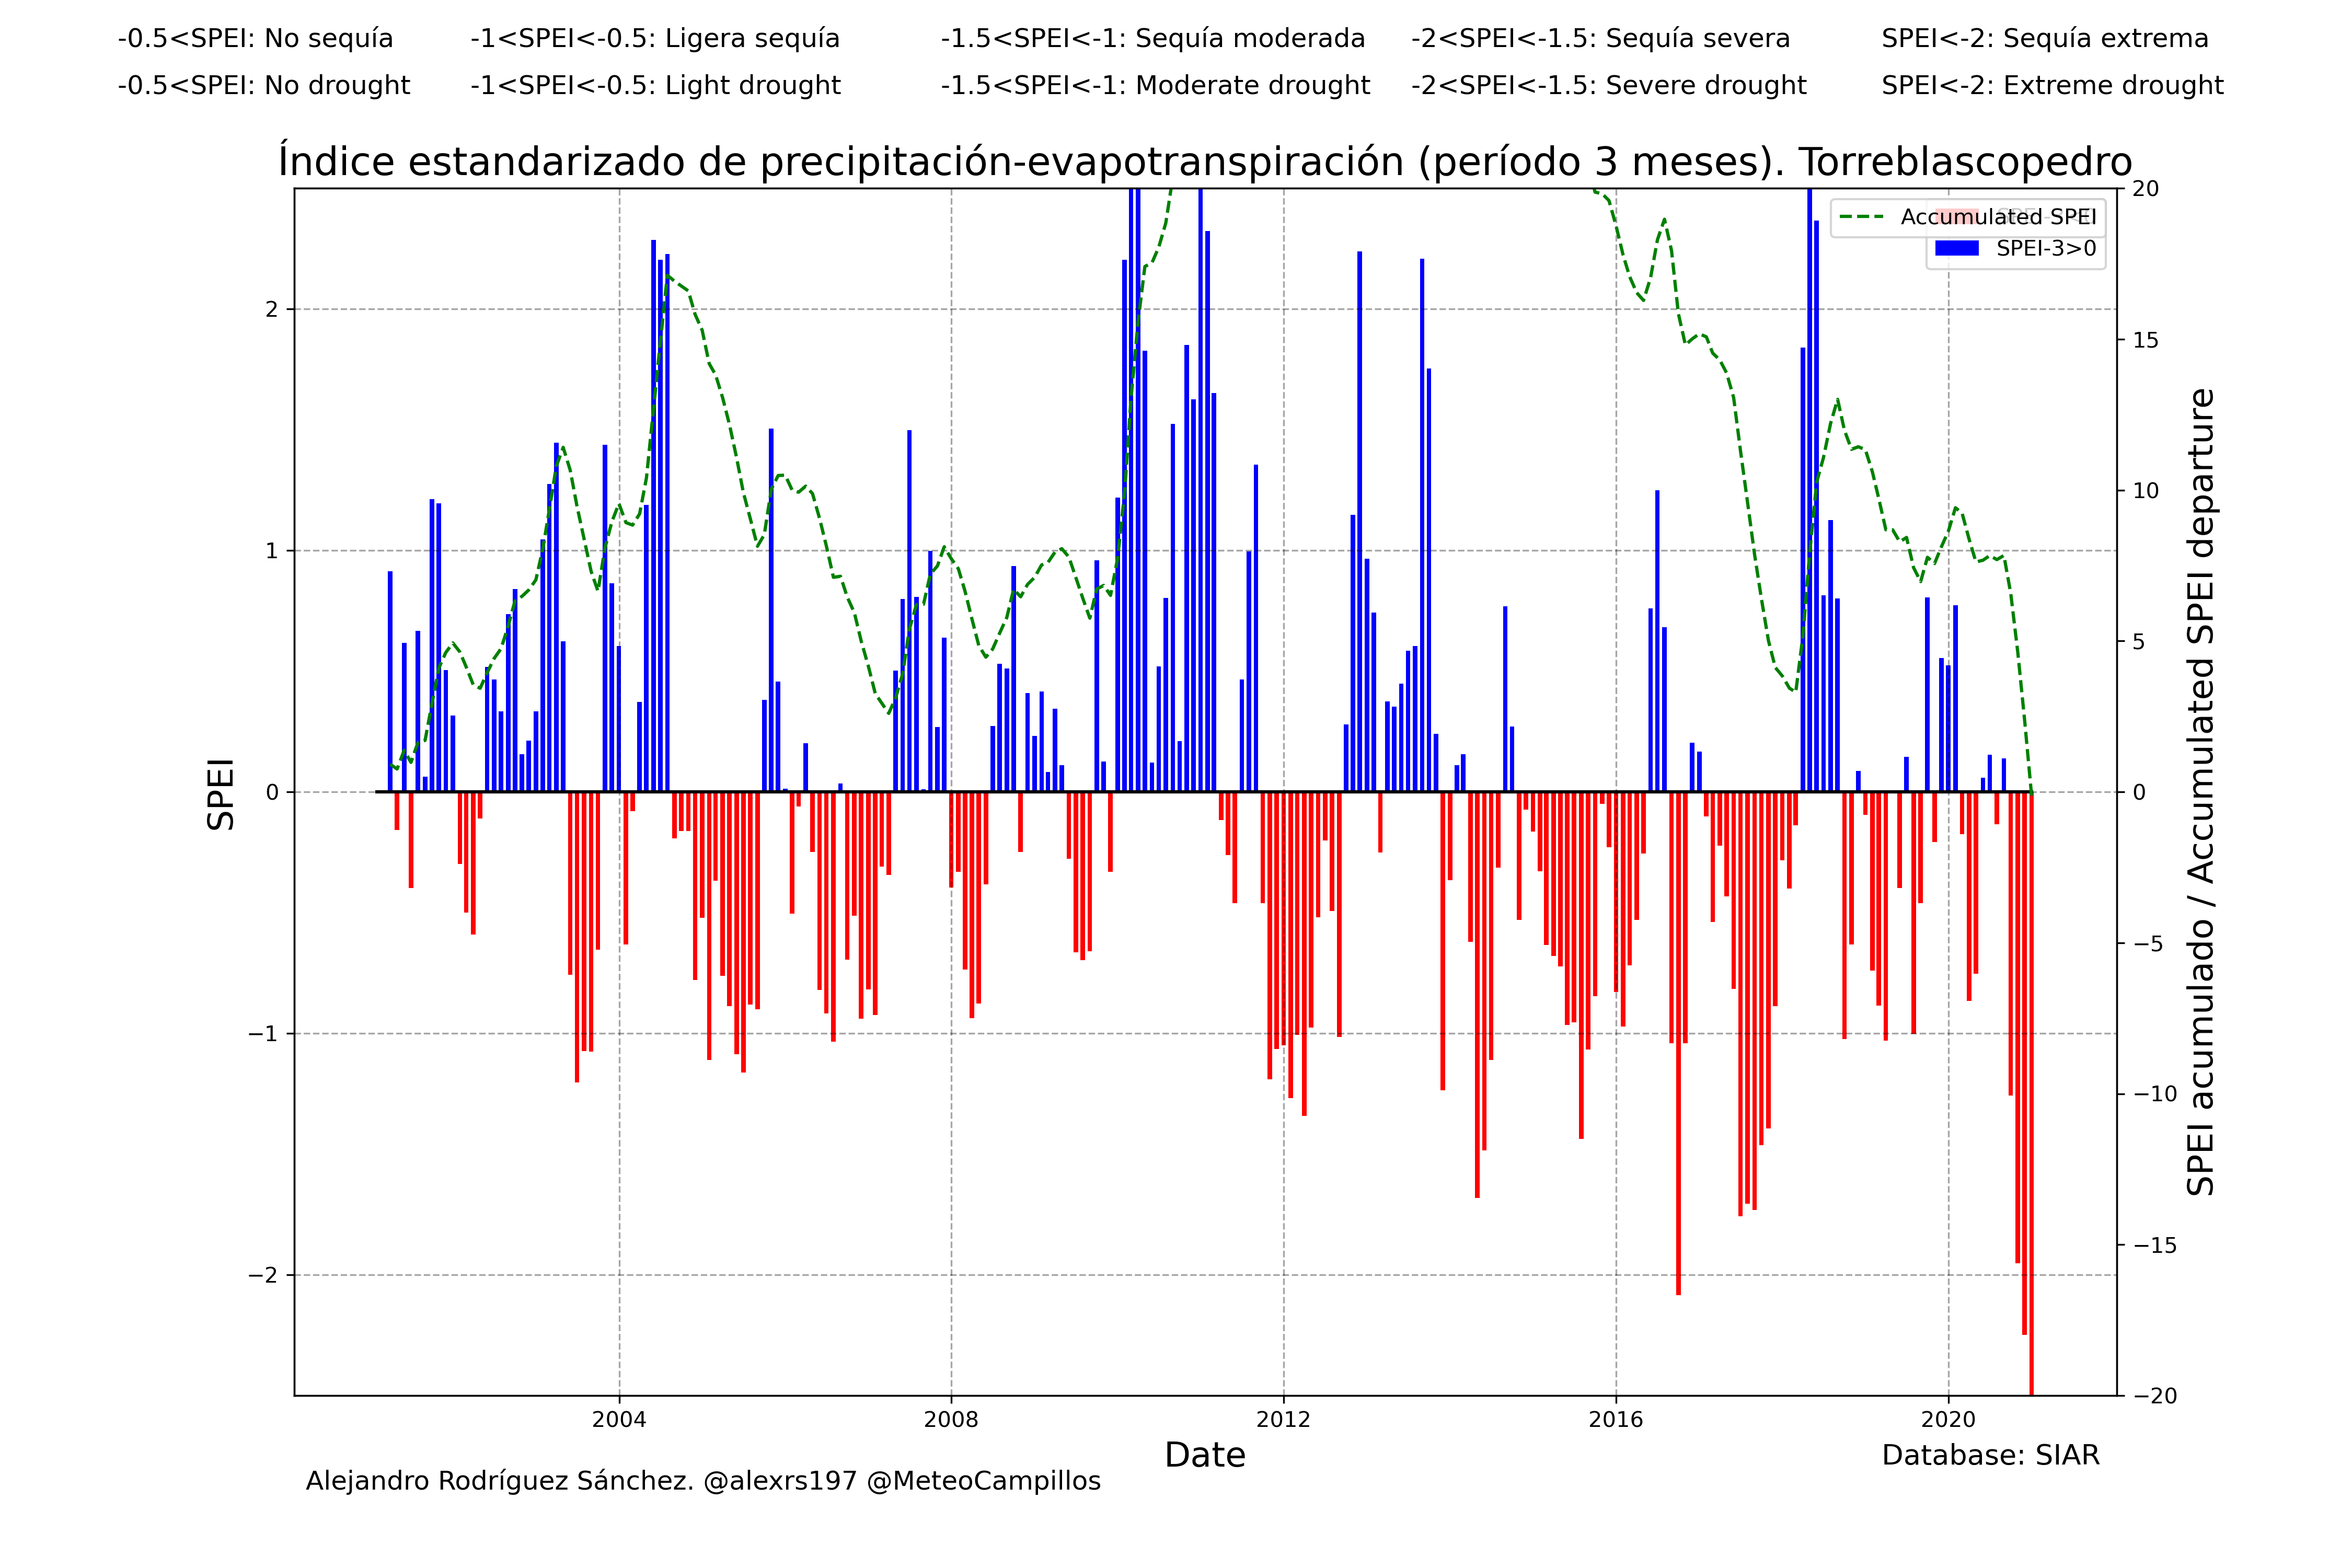 -0.5<SPEI: No sequía -1<SPEI<-0.5: Ligera sequía -1.5<SPEI<-1: Sequía moderada -2<SPEI<-1.5: Sequía severa SPEI<-2: Sequía extrema
-0.5<SPEI: No drought -1<SPEI<-0.5: Light drought -1.5<SPEI<-1: Moderate drought -2<SPEI<-1.5: Severe drought SPEI<-2: Extreme drought
Índice estandarizado de precipitación-evapotranspiración (período 3 meses). Torreblascopedro
Accumulated SPEI
SPEI-3>0
2
1
0
−1
−2
SPEI
20
15
10
5
0
−5
−10
−15
−20
SPEI acumulado / Accumulated SPEI departure
2004 2008 2012 2016 2020
Date
Database: SIAR
Alejandro Rodríguez Sánchez. @alexrs197 @MeteoCampillos